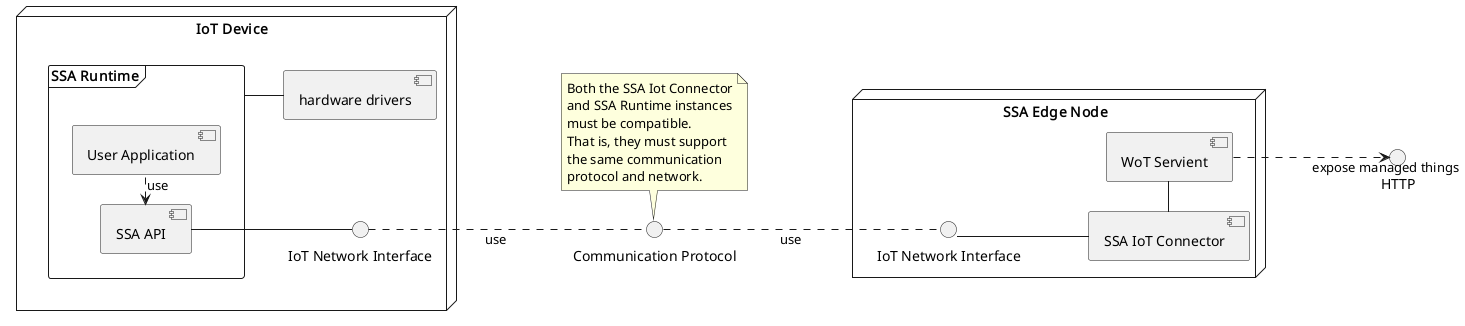 IoT Device
SSA Runtime
hardware drivers
User Application
use
SSA API
IoT Network Interface
use
Both the SSA Iot Connector
and SSA Runtime instances
must be compatible.
That is, they must support
the same communication
protocol and network.
Communication Protocol
use
SSA Edge Node
WoT Servient
IoT Network Interface
SSA IoT Connector
expose managed things
HTTP